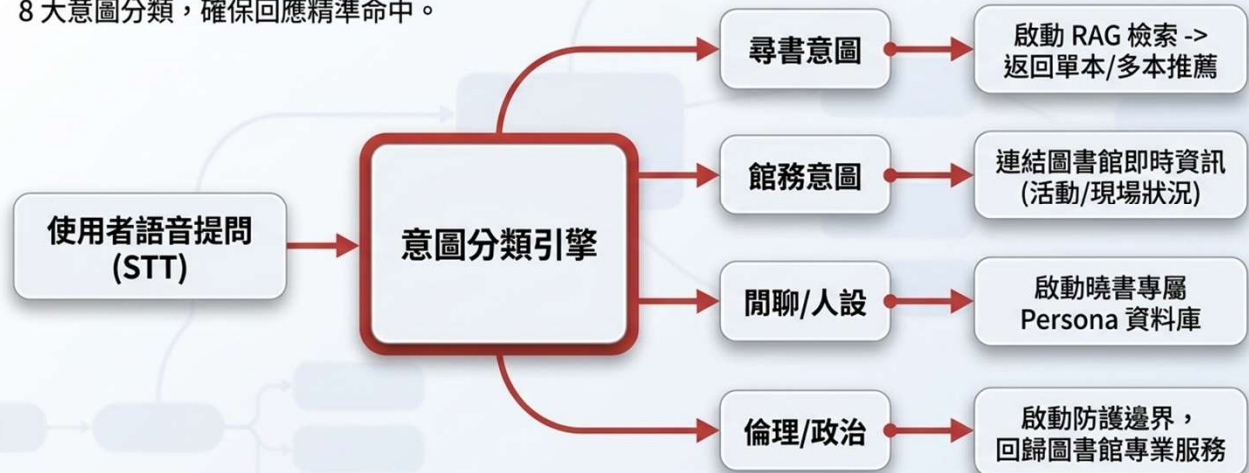 8 大意圖分類，確保回應精準命中。
使用者語音提問
(STT)
意圖分類引擎
尋書意圖
啟動 RAG 檢索 ->
返回單本/多本推薦
館務意圖
連結圖書館即時資訊
(活動/現場狀況)
閒聊/人設
啟動曉書專屬
Persona 資料庫
倫理/政治
啟動防護邊界，
回歸圖書館專業服務